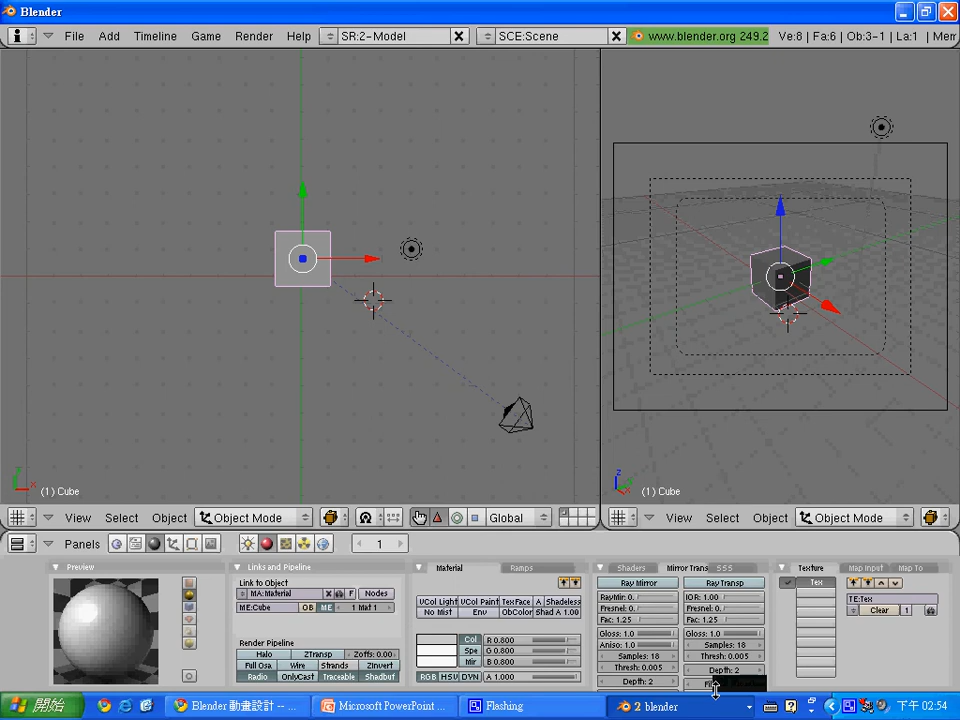 Blender
File Add Timeline Game Render Help SR:2-Model SCE:Scene www.blender.org 249.2 Ve:8 | Fa:6 | Ob:3-1 | La:1 | Mem
(1) Cube
(1) Cube
View Select Object Object Mode Global
View Select Object Object Mode
Panels 1
Preview
Links and Pipeline
Link to Object
MA:Material F Nodes
ME:Cube OB ME 1 Mat 1
Render Pipeline
Halo ZTransp Zoffs: 0.00
Full Osa Wire Strands ZInvert
Radio OnlyCast Traceable Shadbuf
Material Ramps
VCol Light VCol Paint TexFace A Shadeless
No Mist Env ObColor Shad A 1.00
Col R 0.800
Spe G 0.800
Mir B 0.800
RGB HSV DYN A 1.000
Shaders Mirror Trans SSS
Ray Mirror
RayMir: 0.
Fresnel: 0.
Fac: 1.25
Gloss: 1.0
Aniso: 1.0
Samples: 18
Thresh: 0.005
Depth: 2
Ray Transp
IOR: 1.00
Fresnel: 0.
Fac: 1.25
Gloss: 1.0
Samples: 18
Thresh: 0.005
Depth: 2
Texture Map Input Map To
Tex
TE:Tex
Clear 1
開始 Blender 動畫設計 -... Microsoft PowerPoint ... Flashing 2 blender 下午 02:54